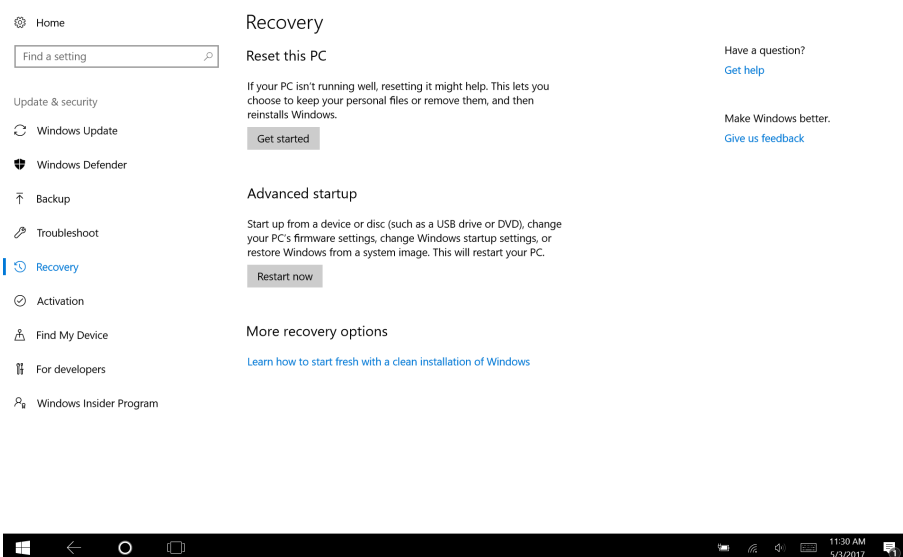 Home
Find a setting
Update & security
Windows Update
Windows Defender
Backup
Troubleshoot
Recovery
Activation
Find My Device
For developers
Windows Insider Program
Recovery
Reset this PC
If your PC isn't running well, resetting it might help. This lets you
choose to keep your personal files or remove them, and then
reinstalls Windows.
Get started
Advanced startup
Start up from a device or disc (such as a USB drive or DVD), change
your PC's firmware settings, change Windows startup settings, or
restore Windows from a system image. This will restart your PC.
Restart now
More recovery options
Learn how to start fresh with a clean installation of Windows
Have a question?
Get help
Make Windows better.
Give us feedback
11:30 AM
5/3/2017
1